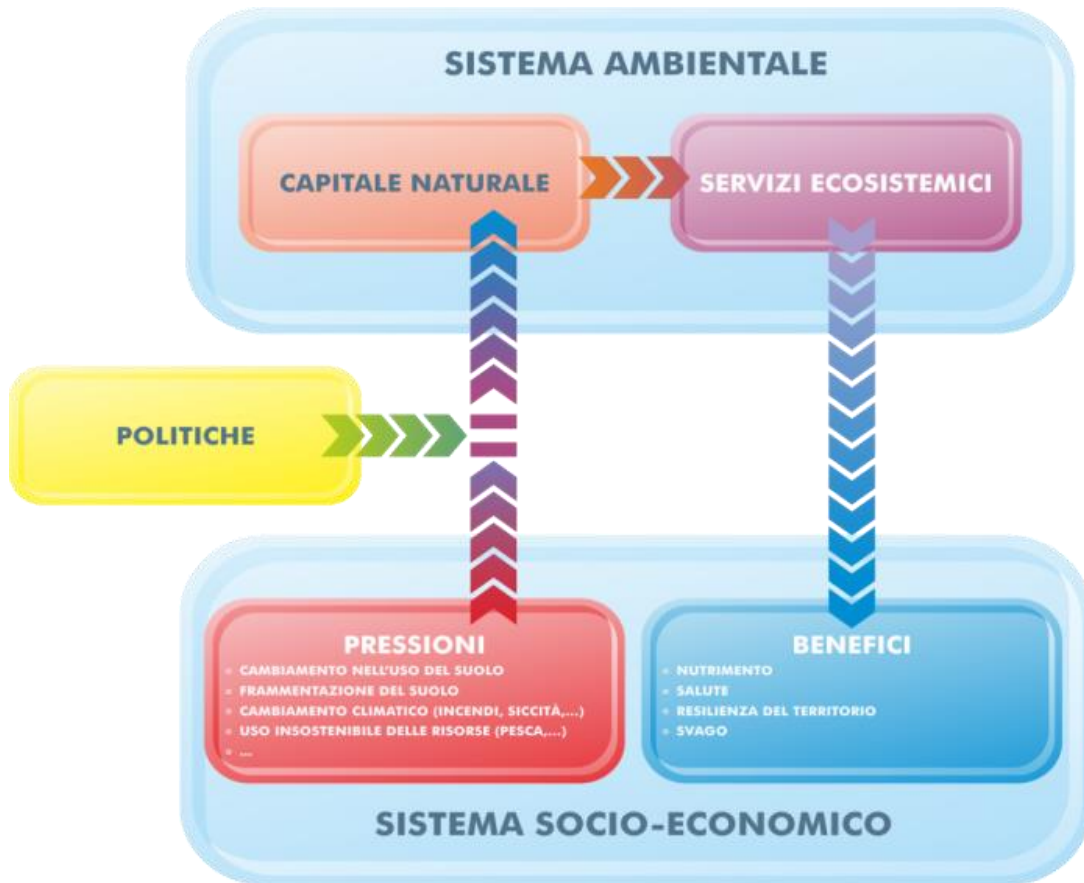 SISTEMA AMBIENTALE
CAPITALE NATURALE
SERVIZI ECOSISTEMICI
POLITICHE
PRESSIONI
CAMBIAMENTO NELL'USO DEL SUOLO
FRAMMENTAZIONE DEL SUOLO
CAMBIAMENTO CLIMATICO (INCENDI, SICCITÀ,...)
USO INSOSTENIBILE DELLE RISORSE (PESCA,...)
...
BENEFICI
NUTRIMENTO
SALUTE
RESILIENZA DEL TERRITORIO
SVAGO
SISTEMA SOCIO-ECONOMICO